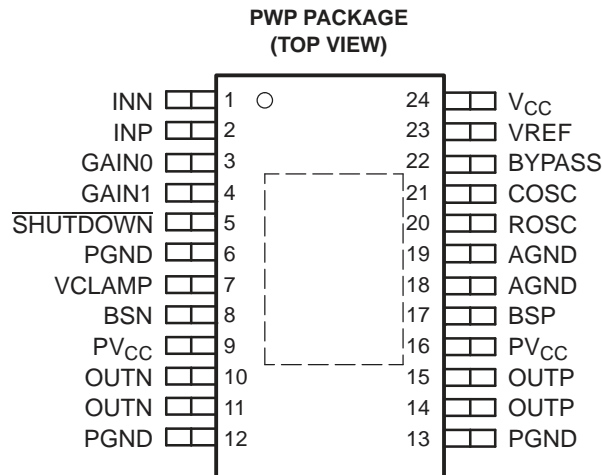 PWP PACKAGE
(TOP VIEW)
INN 1 24 VCC
INP 2 23 VREF
GAIN0 3 22 BYPASS
GAIN1 4 21 COSC
SHUTDOWN 5 20 ROSC
PGND 6 19 AGND
VCLAMP 7 18 AGND
BSN 8 17 BSP
PVCC 9 16 PVCC
OUTN 10 15 OUTP
OUTN 11 14 OUTP
PGND 12 13 PGND